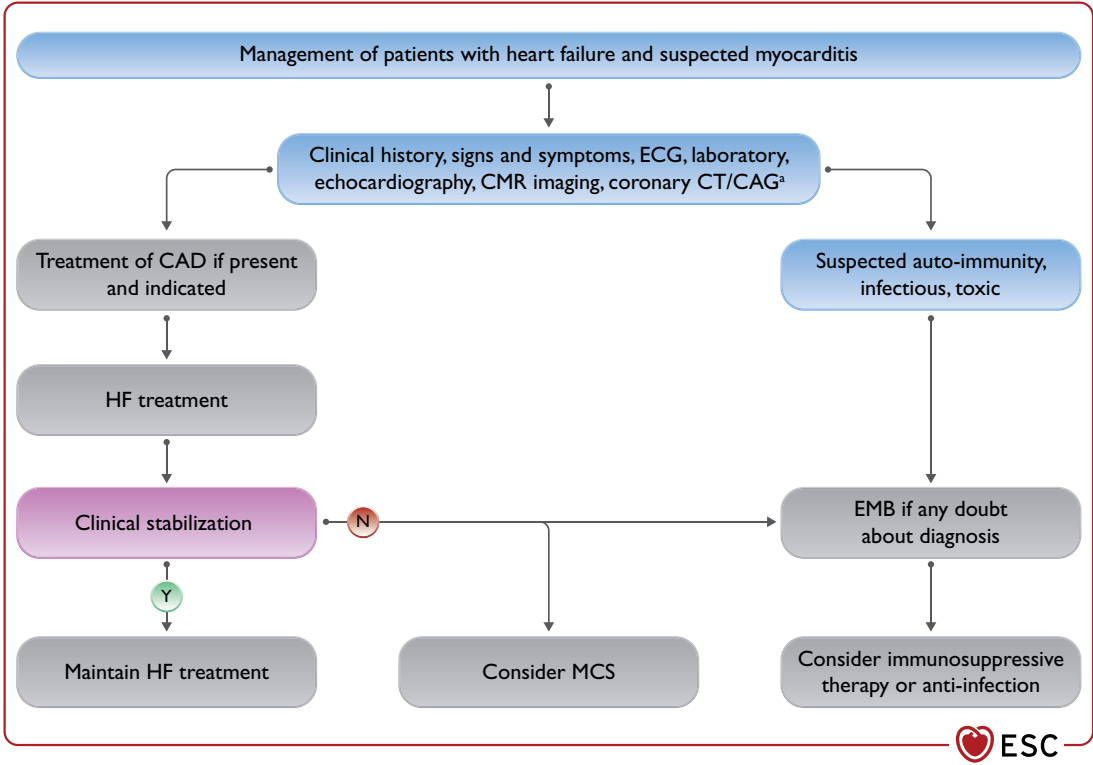 Management of patients with heart failure and suspected myocarditis
Clinical history, signs and symptoms, ECG, laboratory,
echocardiography, CMR imaging, coronary CT/CAGᵃ
Treatment of CAD if present
and indicated
Suspected auto-immunity,
infectious, toxic
HF treatment
Clinical stabilization
N
EMB if any doubt
about diagnosis
Y
Maintain HF treatment
Consider MCS
Consider immunosuppressive
therapy or anti-infection
ESC